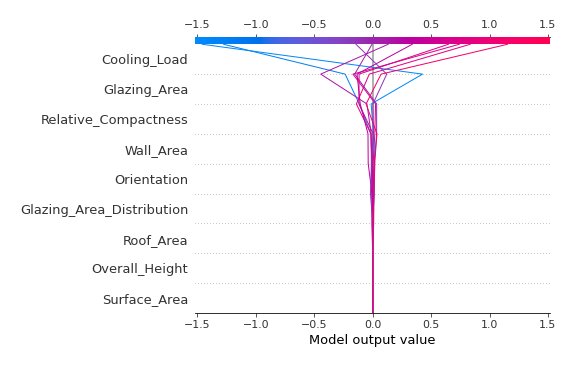 −1.5 −1.0 −0.5 0.0 0.5 1.0 1.5
Cooling_Load
Glazing_Area
Relative_Compactness
Wall_Area
Orientation
Glazing_Area_Distribution
Roof_Area
Overall_Height
Surface_Area
−1.5 −1.0 −0.5 0.0 0.5 1.0 1.5
Model output value